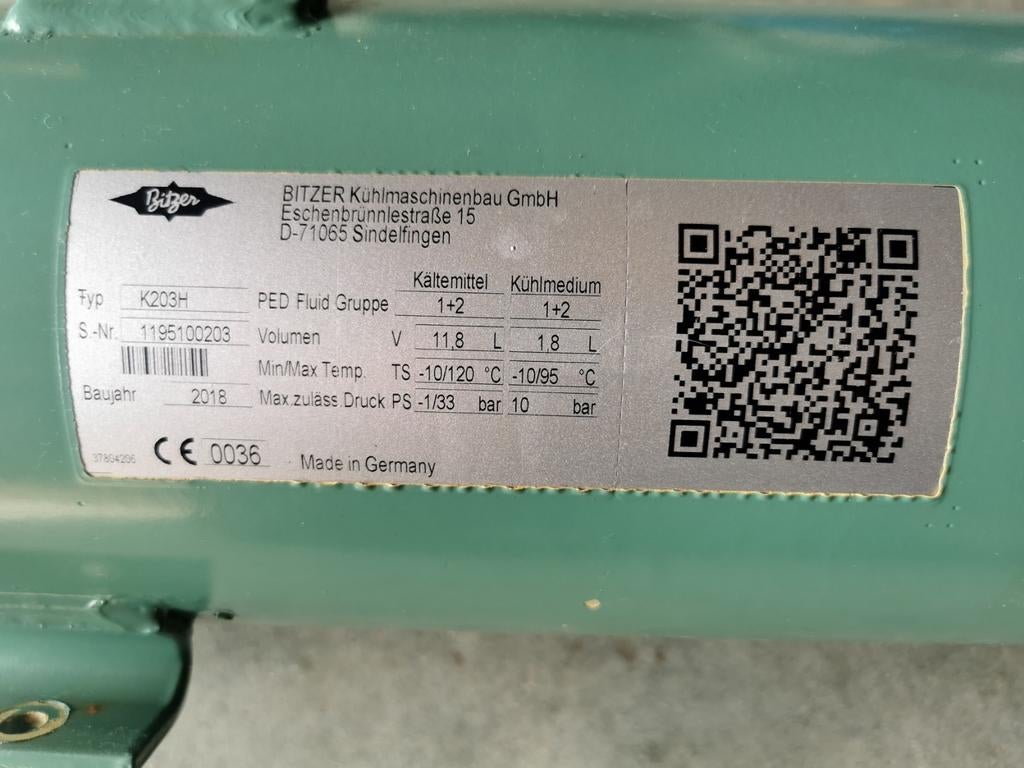 Bitzer
BITZER Kühlmaschinenbau GmbH
Eschenbrünnlestraße 15
D-71065 Sindelfingen
Kältemittel Kühlmedium
Typ K203H PED Fluid Gruppe 1+2 1+2
S.-Nr. 1195100203 Volumen V 11,8 L 1,8 L
Min/Max Temp. TS -10/120 °C -10/95 °C
Baujahr 2018 Max.zuläss.Druck PS -1/33 bar 10 bar
37804206 CE 0036 Made in Germany